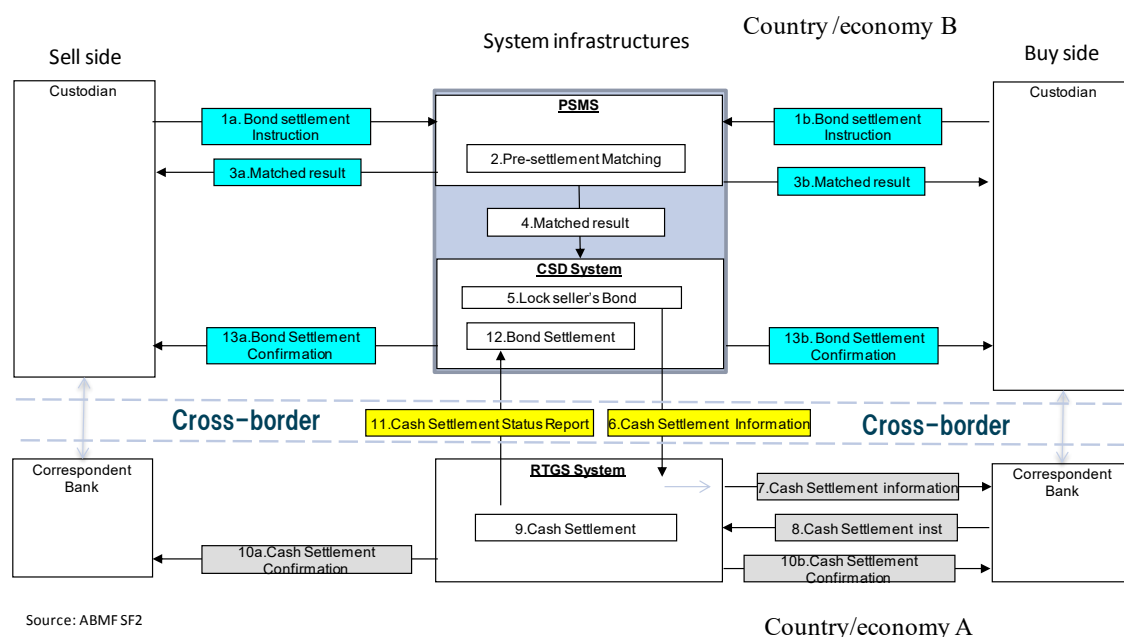 Country/economy B
System infrastructures
Sell side
Buy side
Custodian
PSMS
Custodian
1a. Bond settlement
Instruction
1b.Bond settlement
Instruction
2.Pre-settlement Matching
3a.Matched result
3b.Matched result
4.Matched result
CSD System
5.Lock seller's Bond
12.Bond Settlement
13a.Bond Settlement
Confirmation
13b. Bond Settlement
Confirmation
Cross-border
11.Cash Settlement Status Report
6.Cash Settlement Information
Cross-border
Correspondent
Bank
RTGS System
Correspondent
Bank
7.Cash Settlement information
9.Cash Settlement
8.Cash Settlement inst
10a.Cash Settlement
Confirmation
10b.Cash Settlement
Confirmation
Source: ABMF SF2
Country/economy A